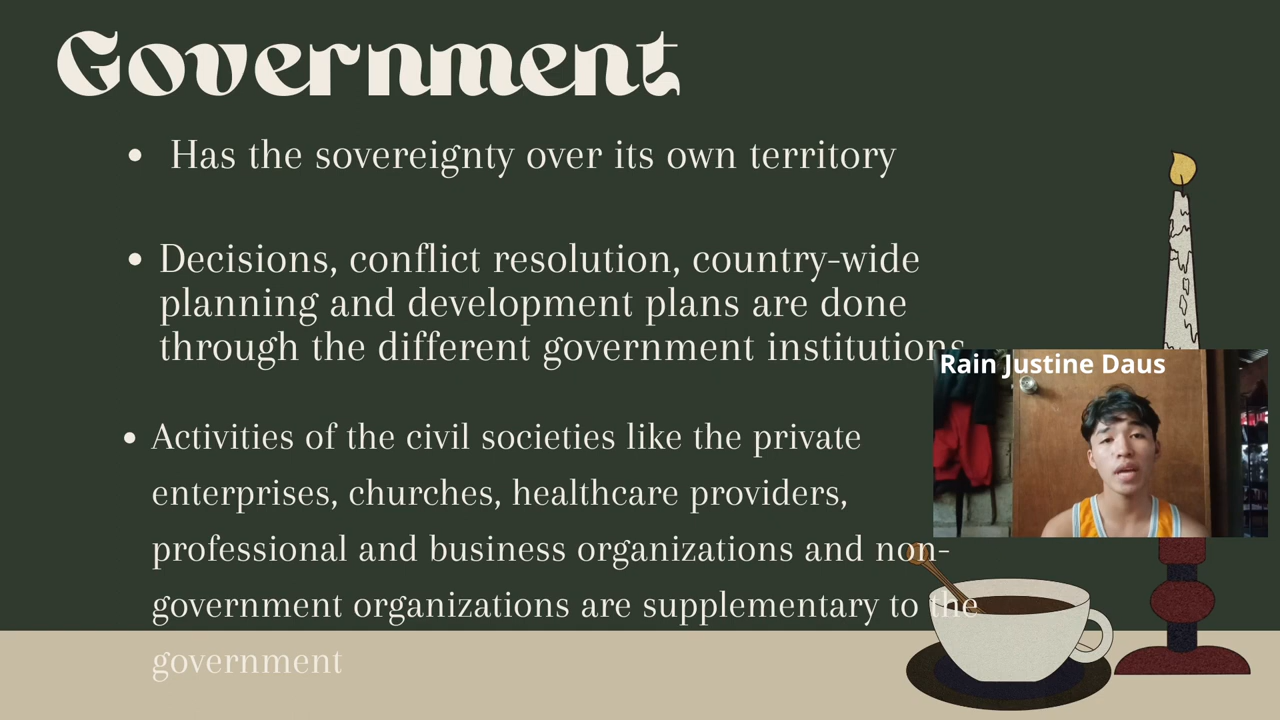 Government
• Has the sovereignty over its own territory
• Decisions, conflict resolution, country-wide
planning and development plans are done
through the different government institutions
Rain Justine Daus
• Activities of the civil societies like the private
enterprises, churches, healthcare providers,
professional and business organizations and non-
government organizations are supplementary to the
government